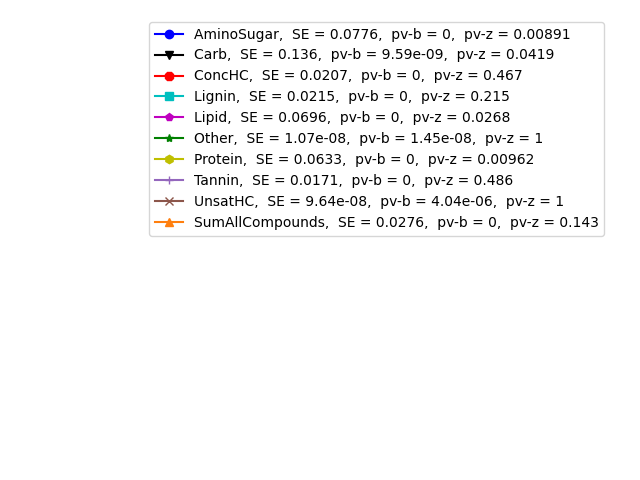 AminoSugar,  SE = 0.0776,  pv-b = 0,  pv-z = 0.00891
Carb,  SE = 0.136,  pv-b = 9.59e-09,  pv-z = 0.0419
ConcHC,  SE = 0.0207,  pv-b = 0,  pv-z = 0.467
Lignin,  SE = 0.0215,  pv-b = 0,  pv-z = 0.215
Lipid,  SE = 0.0696,  pv-b = 0,  pv-z = 0.0268
Other,  SE = 1.07e-08,  pv-b = 1.45e-08,  pv-z = 1
Protein,  SE = 0.0633,  pv-b = 0,  pv-z = 0.00962
Tannin,  SE = 0.0171,  pv-b = 0,  pv-z = 0.486
UnsatHC,  SE = 9.64e-08,  pv-b = 4.04e-06,  pv-z = 1
SumAllCompounds,  SE = 0.0276,  pv-b = 0,  pv-z = 0.143